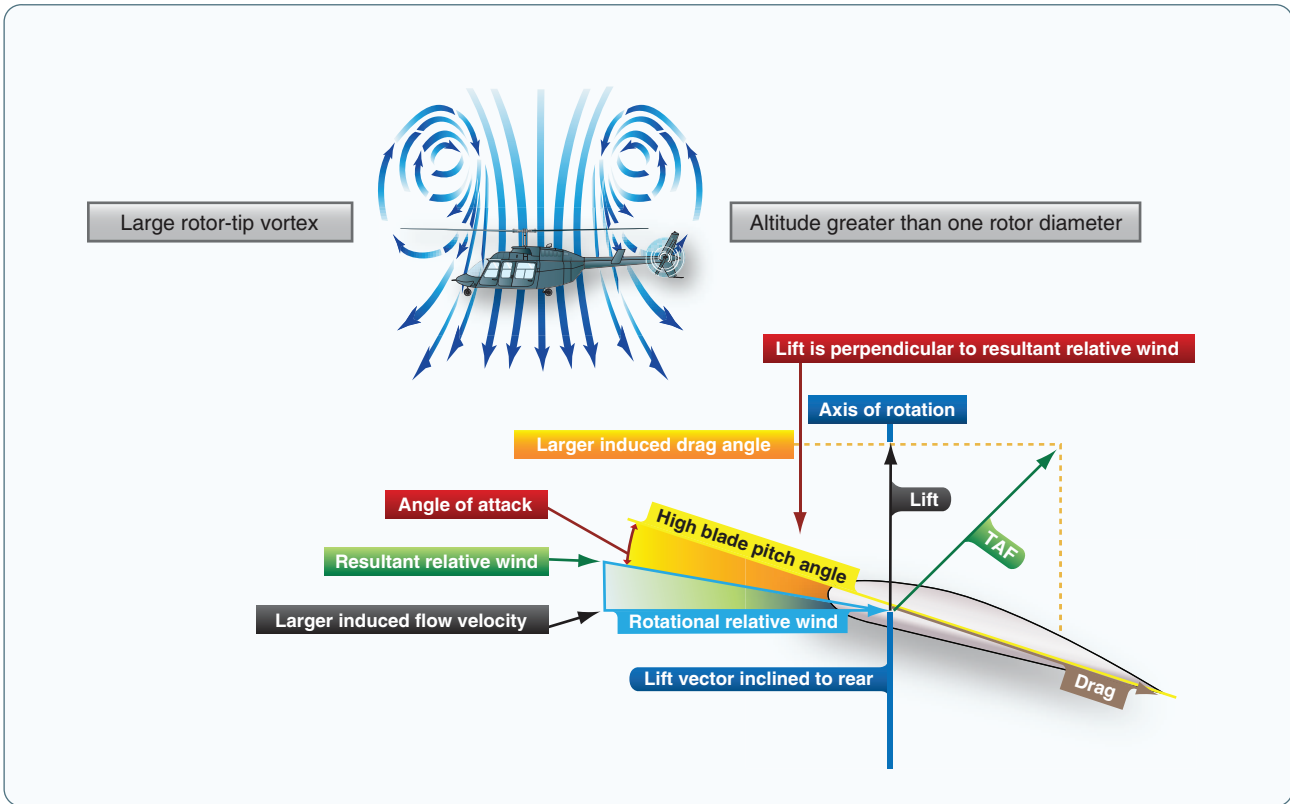 Large rotor-tip vortex
Altitude greater than one rotor diameter
Lift is perpendicular to resultant relative wind
Axis of rotation
Larger induced drag angle
Lift
Angle of attack
High blade pitch angle
TAF
Resultant relative wind
Larger induced flow velocity
Rotational relative wind
Lift vector inclined to rear
Drag